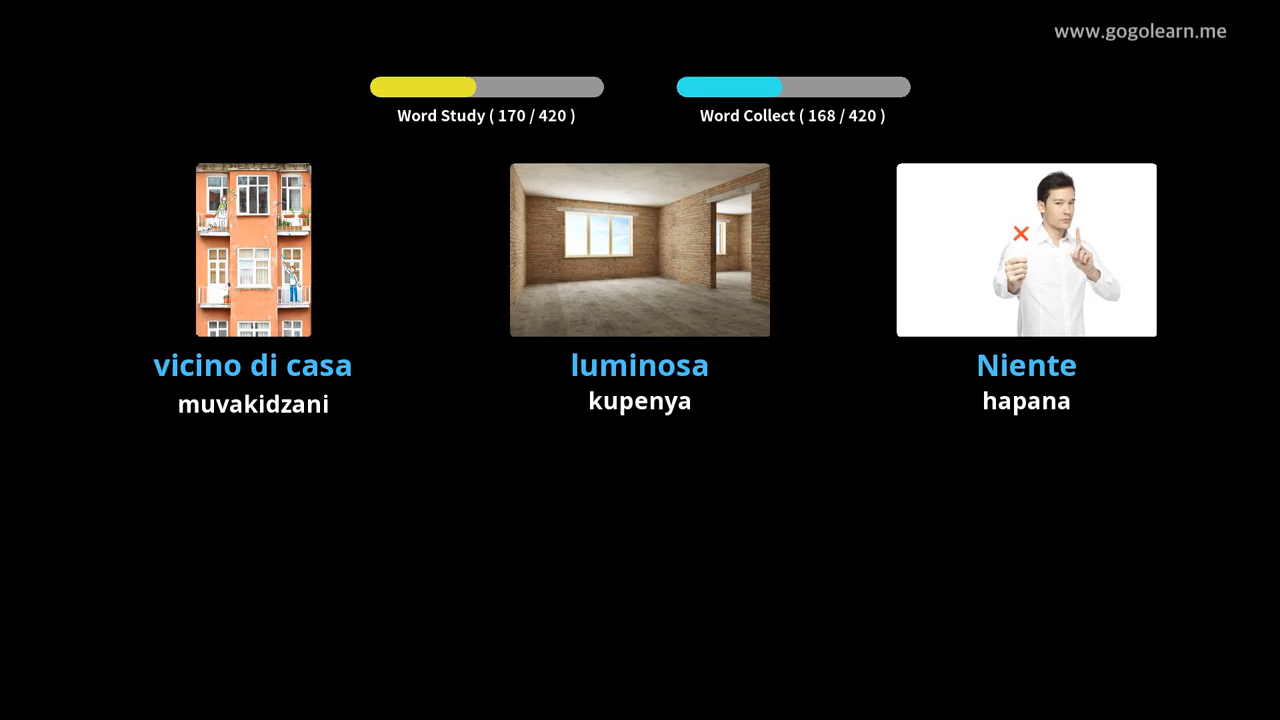 www.gogolearn.me
Word Study ( 170 / 420 )
Word Collect ( 168 / 420 )
vicino di casa
luminosa
Niente
muvakidzani
kupenya
hapana